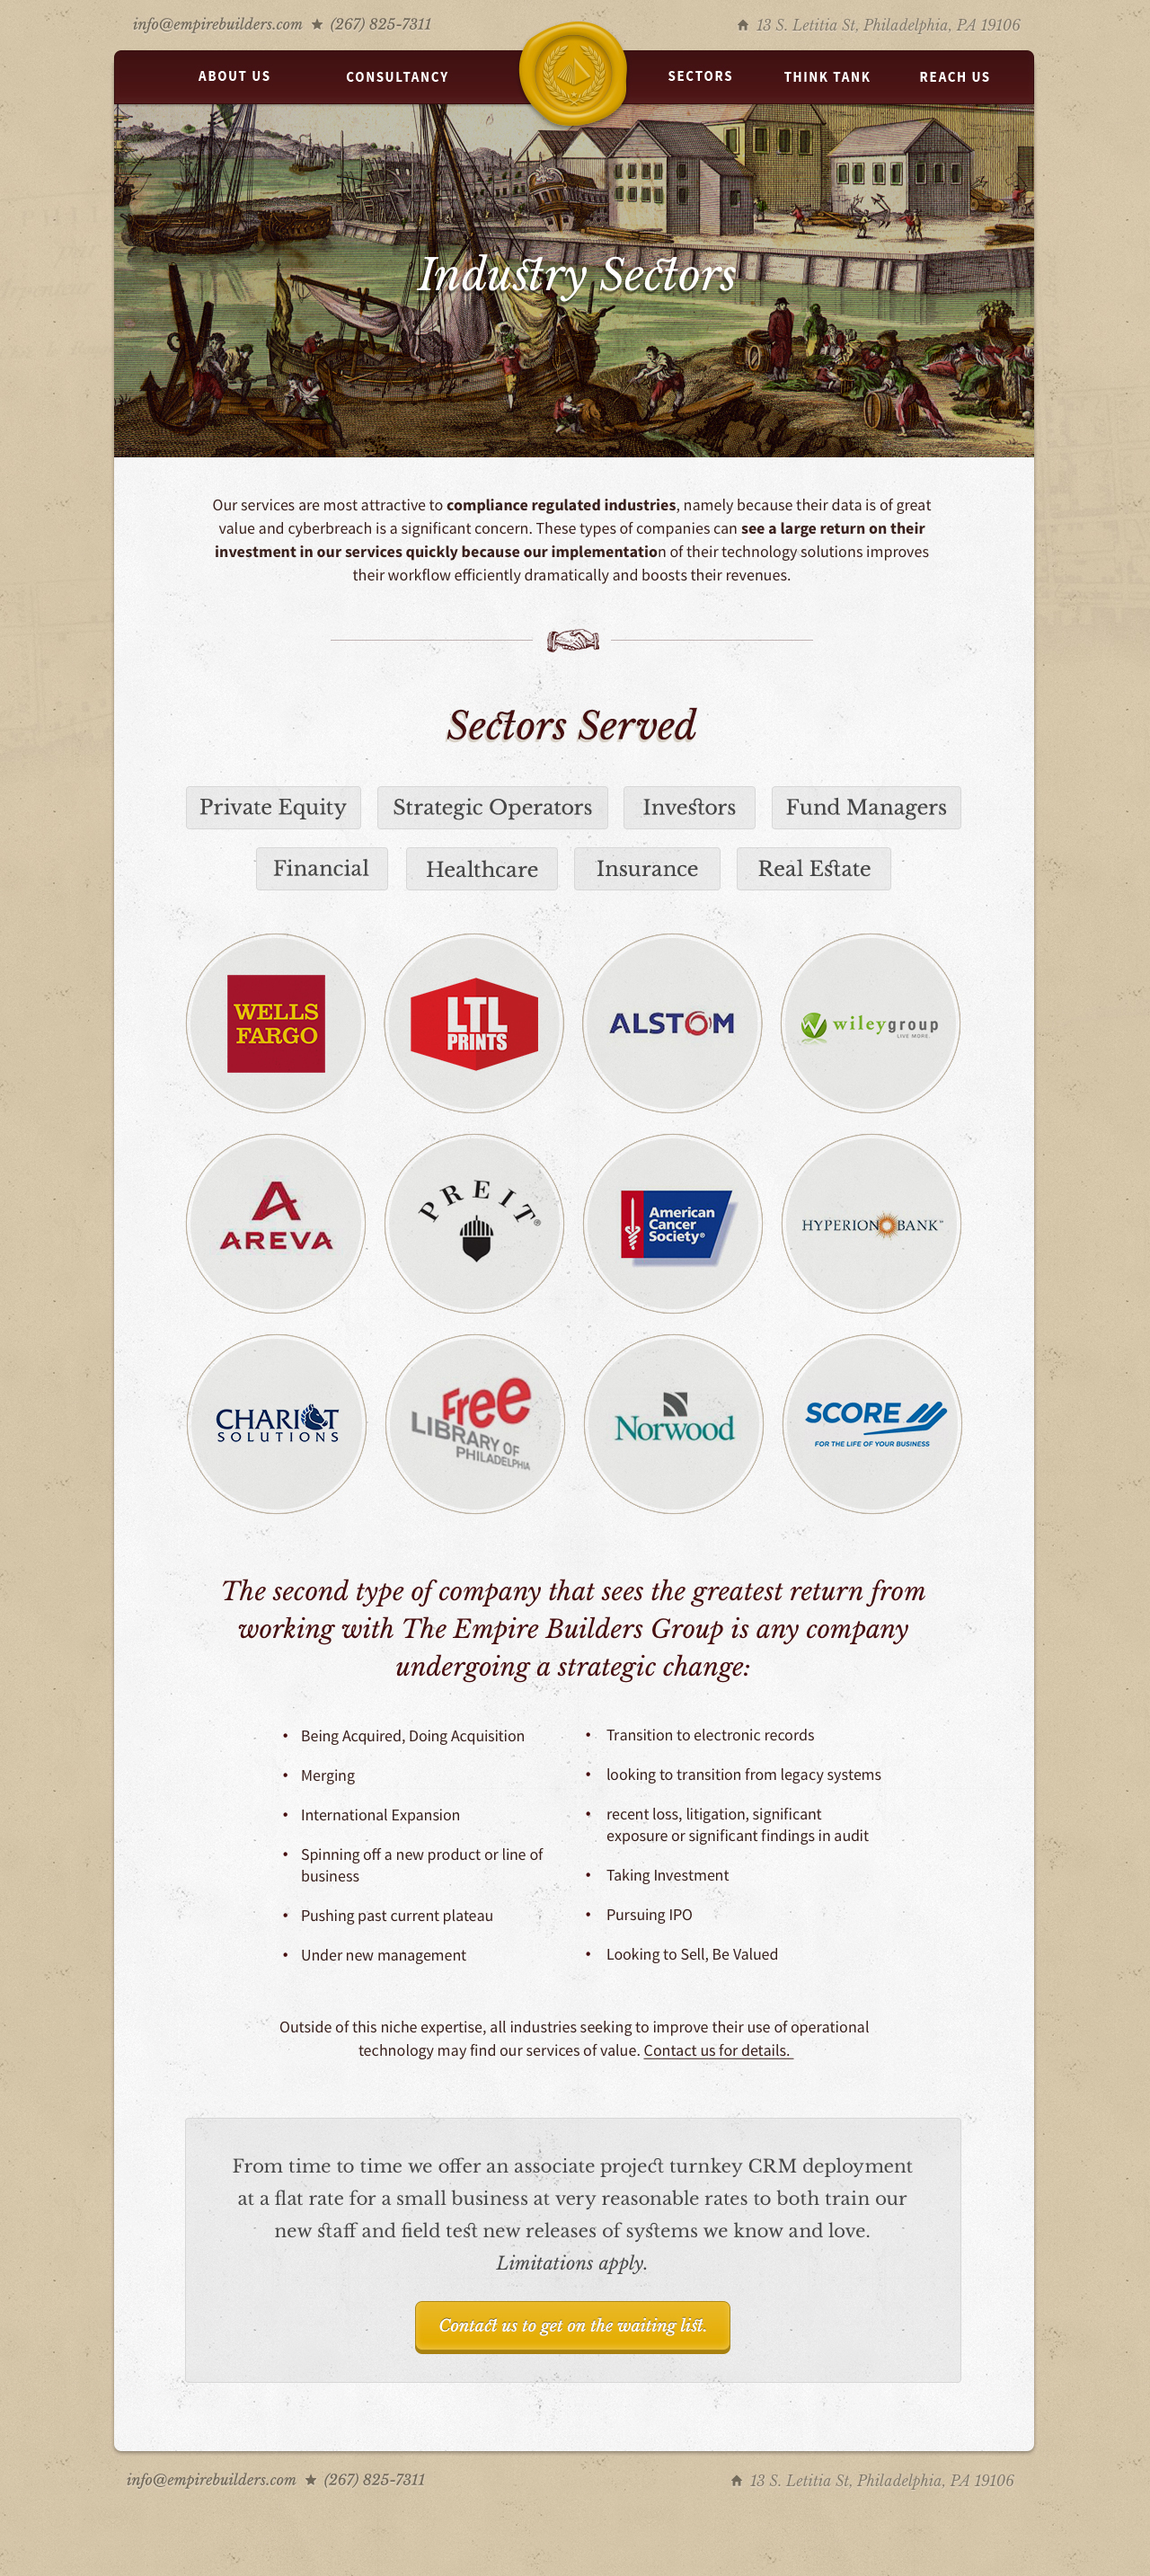 info@empirebuilders.com ★ (267) 825-7311
13 S. Letitia St, Philadelphia, PA 19106
ABOUT US
CONSULTANCY
SECTORS
THINK TANK
REACH US
Industry Sectors
Our services are most attractive to compliance regulated industries, namely because their data is of great
value and cyberbreach is a significant concern. These types of companies can see a large return on their
investment in our services quickly because our implementation of their technology solutions improves
their workflow efficiently dramatically and boosts their revenues.
Sectors Served
Private Equity
Strategic Operators
Investors
Fund Managers
Financial
Healthcare
Insurance
Real Estate
WELLS
FARGO
LTL
PRINTS
ALSTOM
wileygroup
LIVE MORE.
AREVA
PREIT®
American
Cancer
Society®
HYPERION BANK™
CHARIOT
SOLUTIONS
Free
LIBRARY OF
PHILADELPHIA
Norwood
SCORE
FOR THE LIFE OF YOUR BUSINESS
The second type of company that sees the greatest return from
working with The Empire Builders Group is any company
undergoing a strategic change:
• Being Acquired, Doing Acquisition
• Merging
• International Expansion
• Spinning off a new product or line of
business
• Pushing past current plateau
• Under new management
• Transition to electronic records
• looking to transition from legacy systems
• recent loss, litigation, significant
exposure or significant findings in audit
• Taking Investment
• Pursuing IPO
• Looking to Sell, Be Valued
Outside of this niche expertise, all industries seeking to improve their use of operational
technology may find our services of value. Contact us for details.
From time to time we offer an associate project turnkey CRM deployment
at a flat rate for a small business at very reasonable rates to both train our
new staff and field test new releases of systems we know and love.
Limitations apply.
Contact us to get on the waiting list.
info@empirebuilders.com ★ (267) 825-7311
13 S. Letitia St, Philadelphia, PA 19106